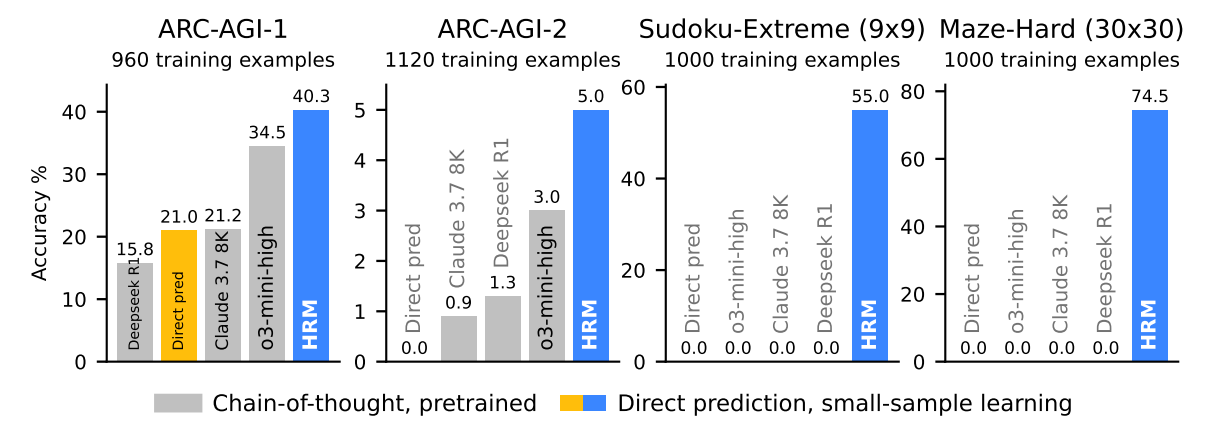 ARC-AGI-1
960 training examples
Accuracy %
40
30
20
10
0
15.8
21.0
21.2
34.5
40.3
Deepseek R1
Direct pred
Claude 3.7 8K
o3-mini-high
HRM
ARC-AGI-2
1120 training examples
5
4
3
2
1
0
0.0
0.9
1.3
3.0
5.0
Direct pred
Claude 3.7 8K
Deepseek R1
o3-mini-high
HRM
Sudoku-Extreme (9x9)
1000 training examples
60
40
20
0
0.0
0.0
0.0
0.0
55.0
Direct pred
o3-mini-high
Claude 3.7 8K
Deepseek R1
HRM
Maze-Hard (30x30)
1000 training examples
80
60
40
20
0
0.0
0.0
0.0
0.0
74.5
Direct pred
o3-mini-high
Claude 3.7 8K
Deepseek R1
HRM
Chain-of-thought, pretrained
Direct prediction, small-sample learning